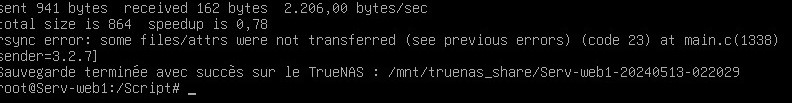 sent 941 bytes  received 162 bytes  2.206,00 bytes/sec
total size is 864  speedup is 0,78
rsync error: some files/attrs were not transferred (see previous errors) (code 23) at main.c(1338)
[sender=3.2.7]
Sauvegarde terminée avec succès sur le TrueNAS : /mnt/truenas_share/Serv-web1-20240513-022029
root@Serv-web1:/Script# _